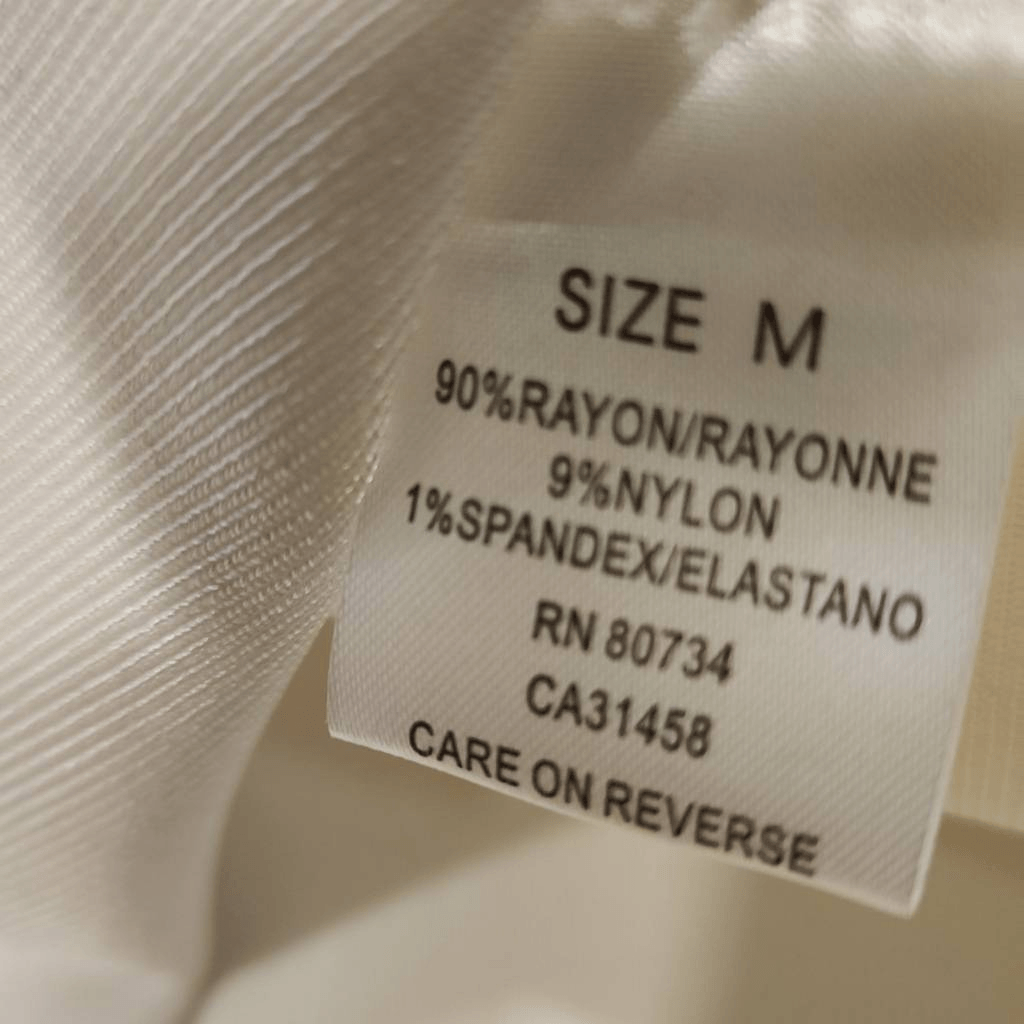 SIZE M
90%RAYON/RAYONNE
9%NYLON
1%SPANDEX/ELASTANO
RN 80734
CA31458
CARE ON REVERSE